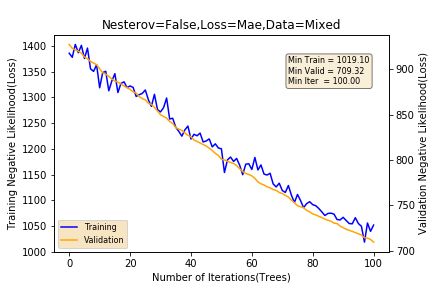 Nesterov=False,Loss=Mae,Data=Mixed
Training Negative Likelihood(Loss)
1400
1350
1300
1250
1200
1150
1100
1050
1000
Min Train = 1019.10
Min Valid = 709.32
Min Iter  = 100.00
Training
Validation
900
850
800
750
700
Validation Negative Likelihood(Loss)
0
20
40
60
80
100
Number of Iterations(Trees)